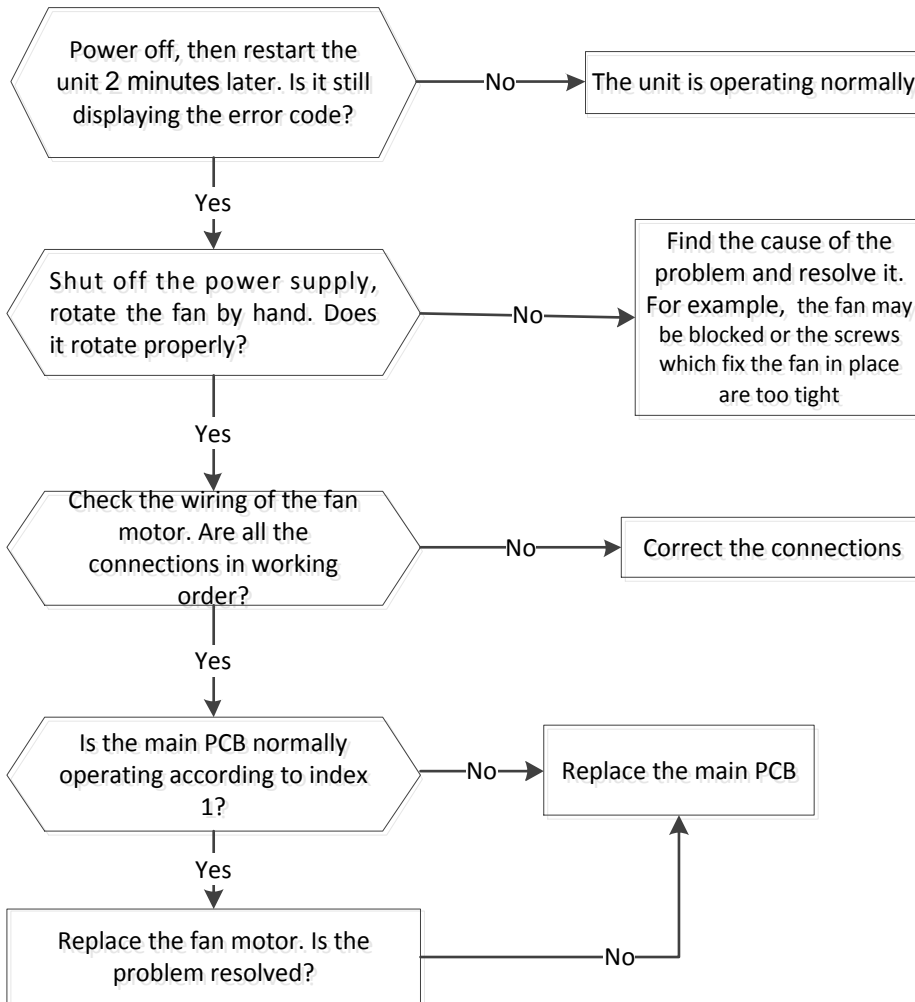 Power off, then restart the
unit 2 minutes later. Is it still
displaying the error code?
No
The unit is operating normally
Yes
Shut off the power supply,
rotate the fan by hand. Does
it rotate properly?
No
Find the cause of the
problem and resolve it.
For example, the fan may
be blocked or the screws
which fix the fan in place
are too tight
Yes
Check the wiring of the fan
motor. Are all the
connections in working
order?
No
Correct the connections
Yes
Is the main PCB normally
operating according to index
1?
No
Replace the main PCB
Yes
Replace the fan motor. Is the
problem resolved?
No